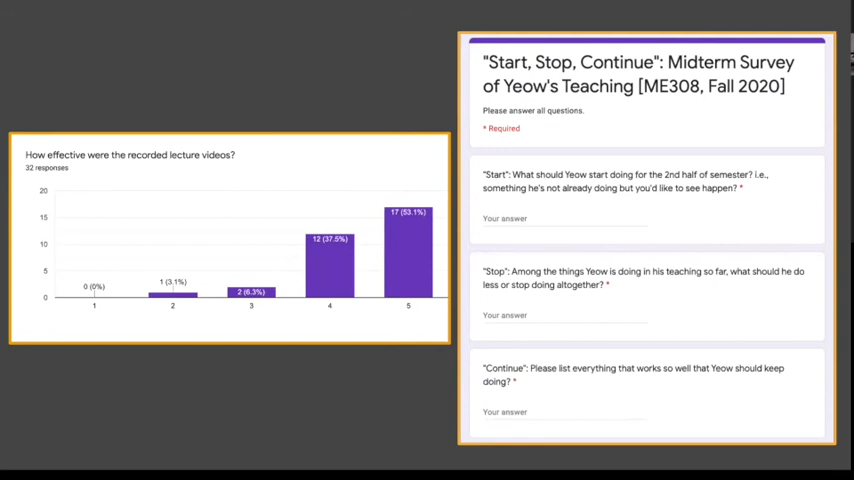 How effective were the recorded lecture videos?
32 responses
20
15
10
5
0
0 (0%)
1 (3.1%)
2 (6.3%)
12 (37.5%)
17 (53.1%)
1
2
3
4
5
"Start, Stop, Continue": Midterm Survey
of Yeow's Teaching [ME308, Fall 2020]
Please answer all questions.
* Required
"Start": What should Yeow start doing for the 2nd half of semester? i.e.,
something he's not already doing but you'd like to see happen? *
Your answer
"Stop": Among the things Yeow is doing in his teaching so far, what should he do
less or stop doing altogether? *
Your answer
"Continue": Please list everything that works so well that Yeow should keep
doing? *
Your answer